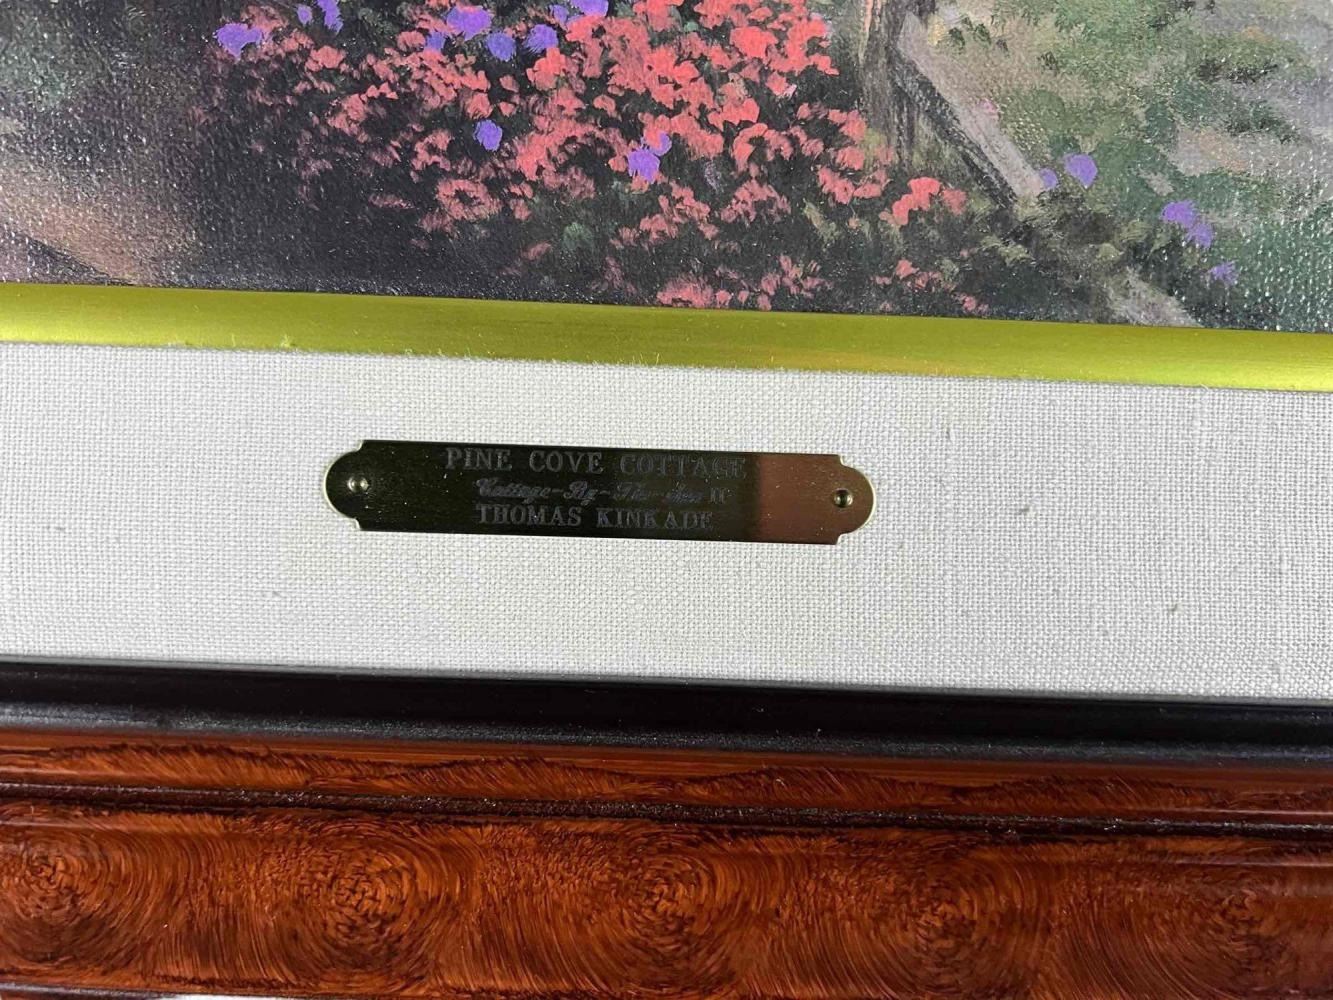 PINE COVE COTTAGE
Cottage-By-The-Sea II
THOMAS KINKADE